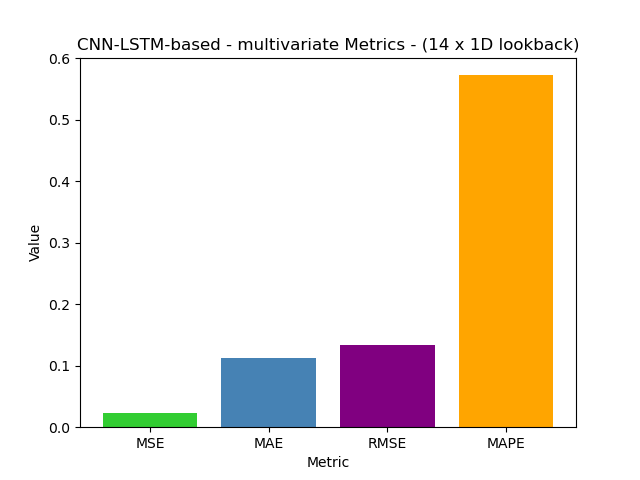 CNN-LSTM-based - multivariate Metrics - (14 x 1D lookback)
0.6
0.5
0.4
0.3
0.2
0.1
0.0
Value
MSE MAE RMSE MAPE
Metric